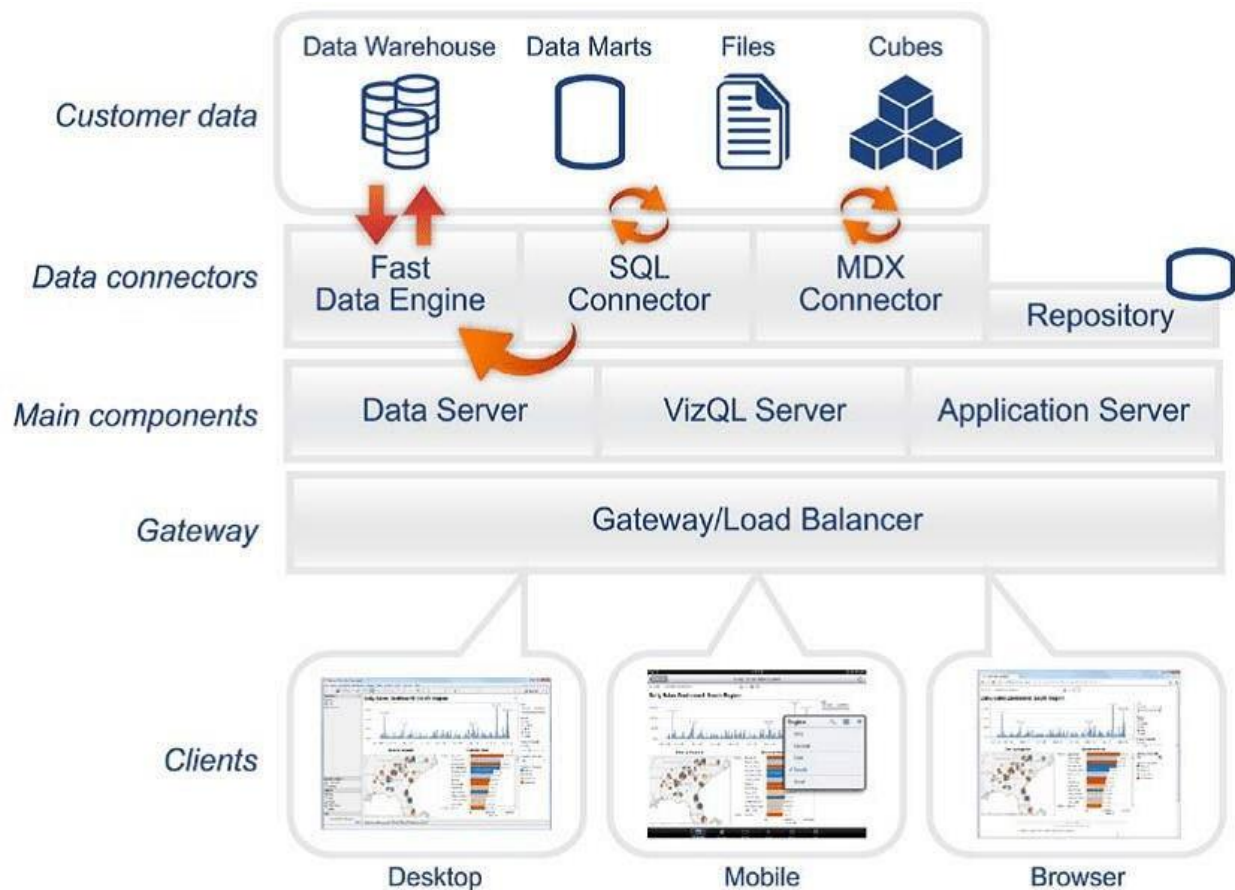 Data Warehouse
Data Marts
Files
Cubes
Customer data
Data connectors
Fast
Data Engine
SQL
Connector
MDX
Connector
Repository
Main components
Data Server
VizQL Server
Application Server
Gateway
Gateway/Load Balancer
Clients
Desktop
Mobile
Browser